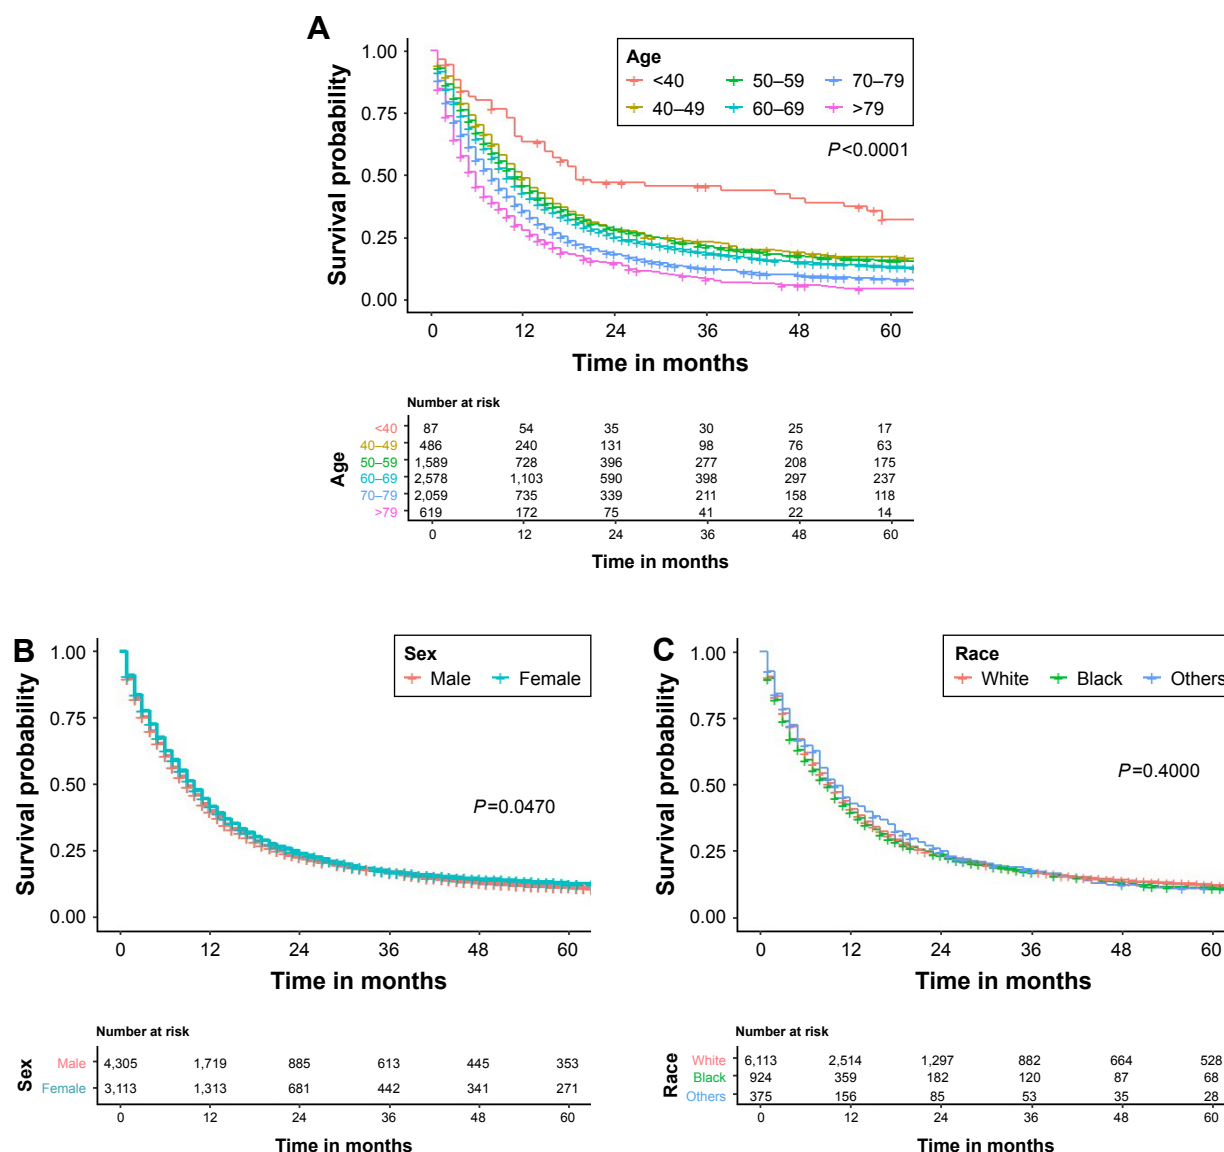 A
Age
<40 50–59 70–79
40–49 60–69 >79
P<0.0001
Survival probability
1.00
0.75
0.50
0.25
0.00
0 12 24 36 48 60
Time in months
Number at risk
Age
<40 87 54 35 30 25 17
40–49 486 240 131 98 76 63
50–59 1,589 728 396 277 208 175
60–69 2,578 1,103 590 398 297 237
70–79 2,059 735 339 211 158 118
>79 619 172 75 41 22 14
0 12 24 36 48 60
Time in months
B
Sex
Male Female
P=0.0470
Survival probability
1.00
0.75
0.50
0.25
0.00
0 12 24 36 48 60
Time in months
Number at risk
Sex
Male 4,305 1,719 885 613 445 353
Female 3,113 1,313 681 442 341 271
0 12 24 36 48 60
Time in months
C
Race
White Black Others
P=0.4000
Survival probability
1.00
0.75
0.50
0.25
0.00
0 12 24 36 48 60
Time in months
Number at risk
Race
White 6,113 2,514 1,297 882 664 528
Black 924 359 182 120 87 68
Others 375 156 85 53 35 28
0 12 24 36 48 60
Time in months